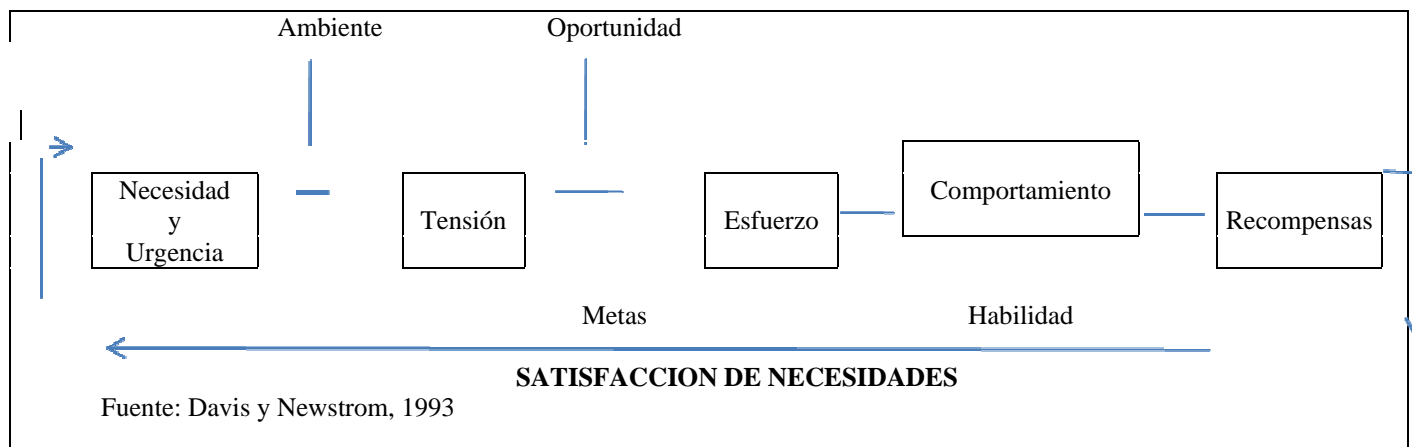 Ambiente
Oportunidad
Necesidad
y
Urgencia
Tensión
Esfuerzo
Comportamiento
Recompensas
Metas
Habilidad
SATISFACCION DE NECESIDADES
Fuente: Davis y Newstrom, 1993